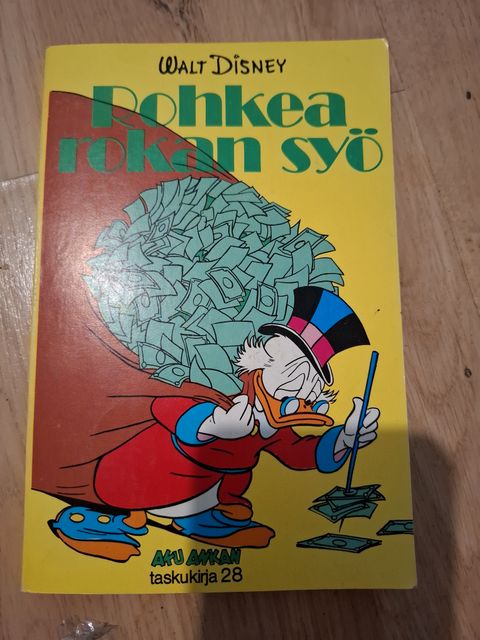 WALT DISNEY
Rohkea
rokan syö
AKU ANKAN
taskukirja 28